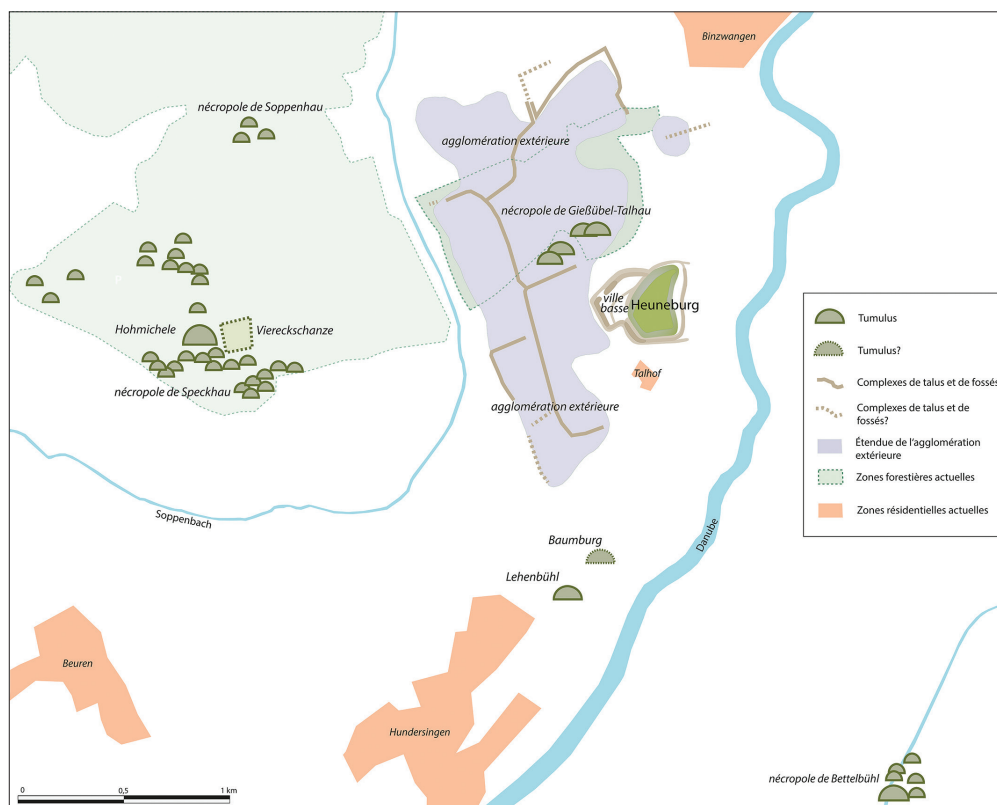 Binzwangen
nécropole de Soppenhau
agglomération extérieure
nécropole de Gießübel-Talhau
ville
basse
Heuneburg
Hohmichele
Viereckschanze
Talhof
nécropole de Speckhau
agglomération extérieure
Soppenbach
Danube
Baumburg
Lehenbühl
Beuren
Hundersingen
nécropole de Bettelbühl
0
0,5
1 km
Tumulus
Tumulus?
Complexes de talus et de fossés
Complexes de talus et de
fossés?
Étendue de l'agglomération
extérieure
Zones forestières actuelles
Zones résidentielles actuelles